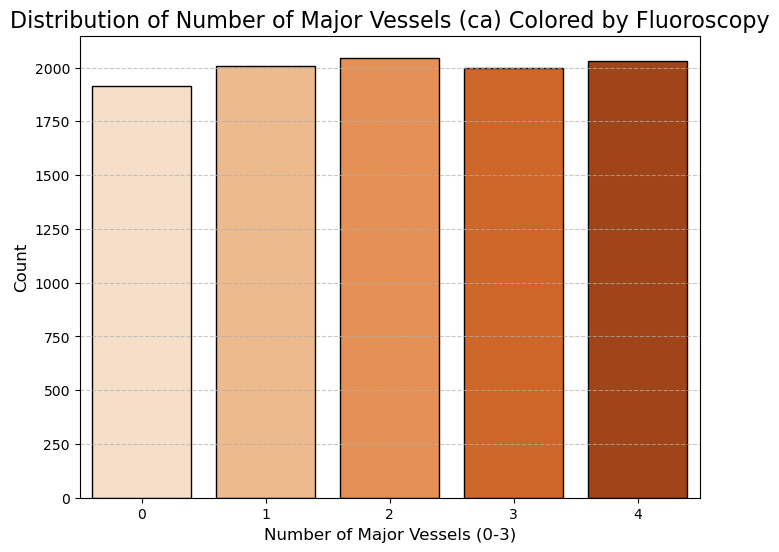 Distribution of Number of Major Vessels (ca) Colored by Fluoroscopy
2000
1750
1500
1250
1000
750
500
250
0
Count
0 1 2 3 4
Number of Major Vessels (0-3)